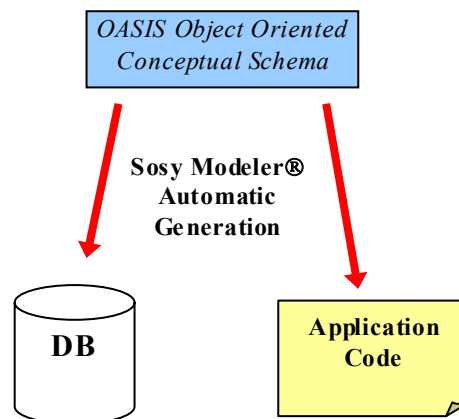 OASIS Object Oriented
Conceptual Schema
Sosy Modeler®
Automatic
Generation
DB
Application
Code